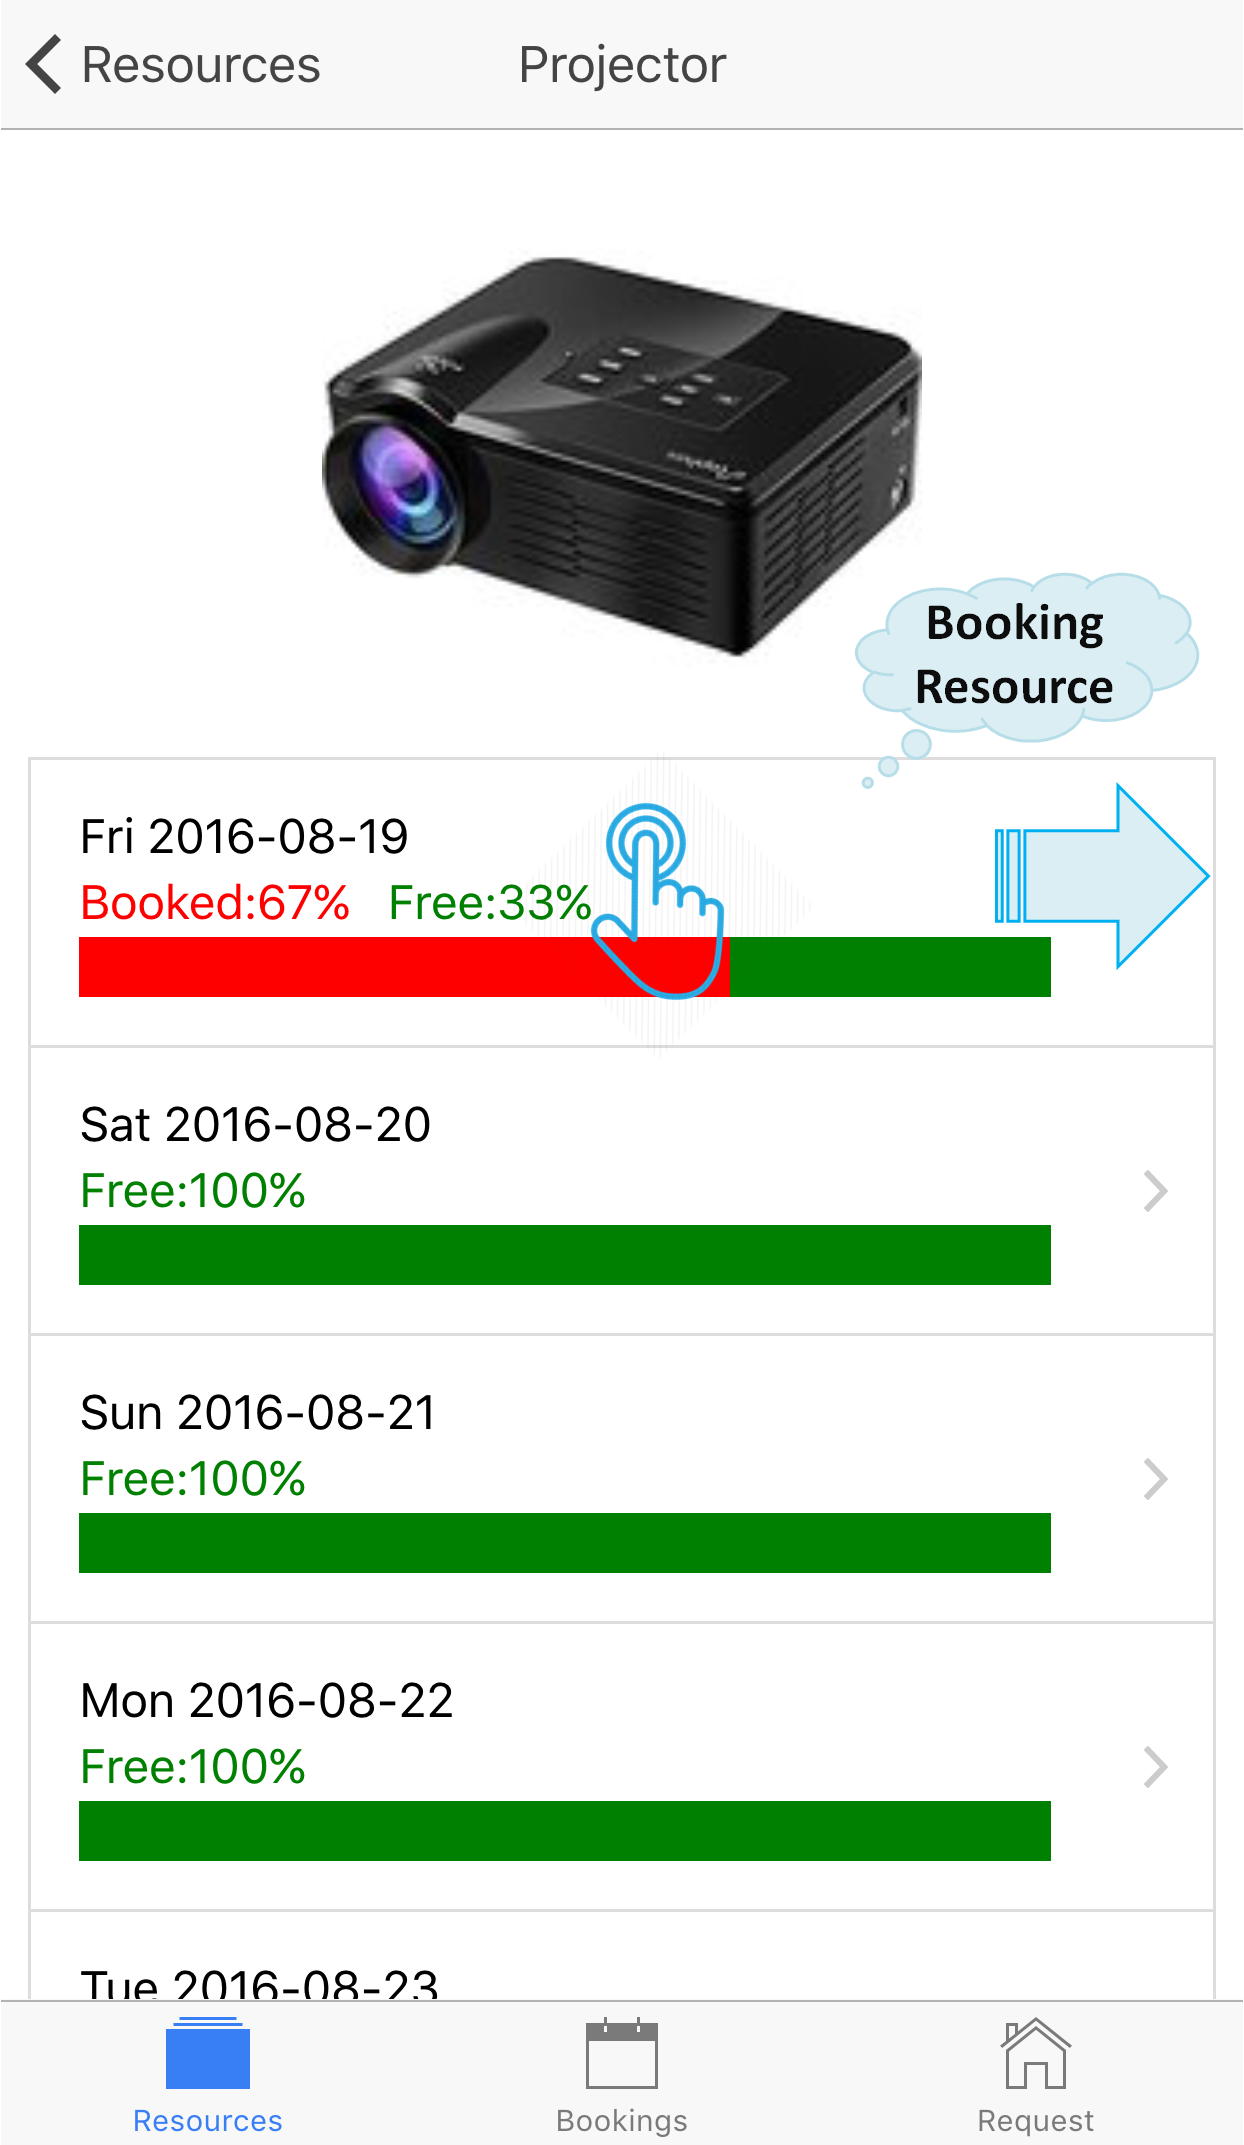 Resources
Projector
Booking
Resource
Fri 2016-08-19
Booked:67% Free:33%
Sat 2016-08-20
Free:100%
Sun 2016-08-21
Free:100%
Mon 2016-08-22
Free:100%
Tue 2016-08-23
Resources
Bookings
Request